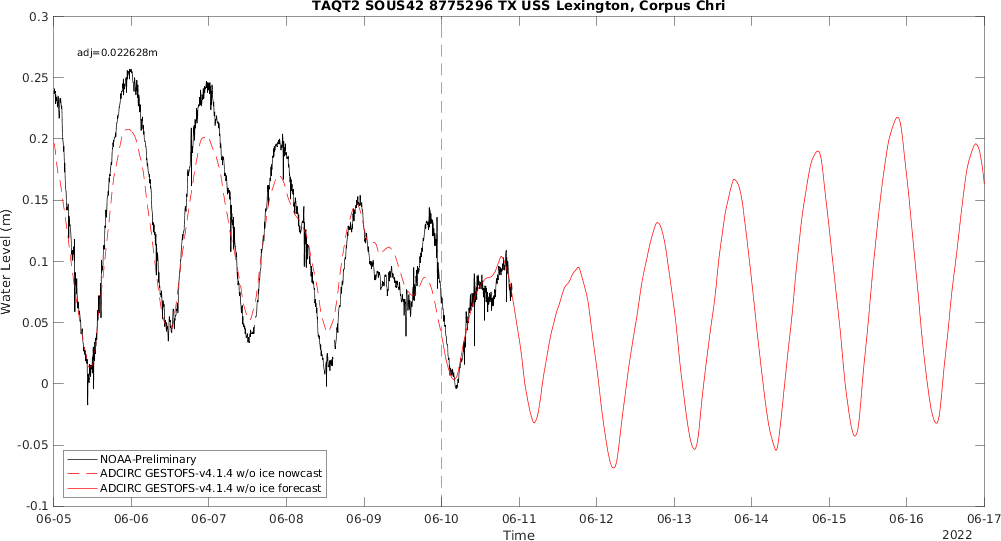 TAQT2 SOUS42 8775296 TX USS Lexington, Corpus Chri
adj=0.022628m
0.3
0.25
0.2
0.15
0.1
0.05
0
-0.05
-0.1
Water Level (m)
NOAA-Preliminary
ADCIRC GESTOFS-v4.1.4 w/o ice nowcast
ADCIRC GESTOFS-v4.1.4 w/o ice forecast
06-05 06-06 06-07 06-08 06-09 06-10 06-11 06-12 06-13 06-14 06-15 06-16 06-17
Time
2022